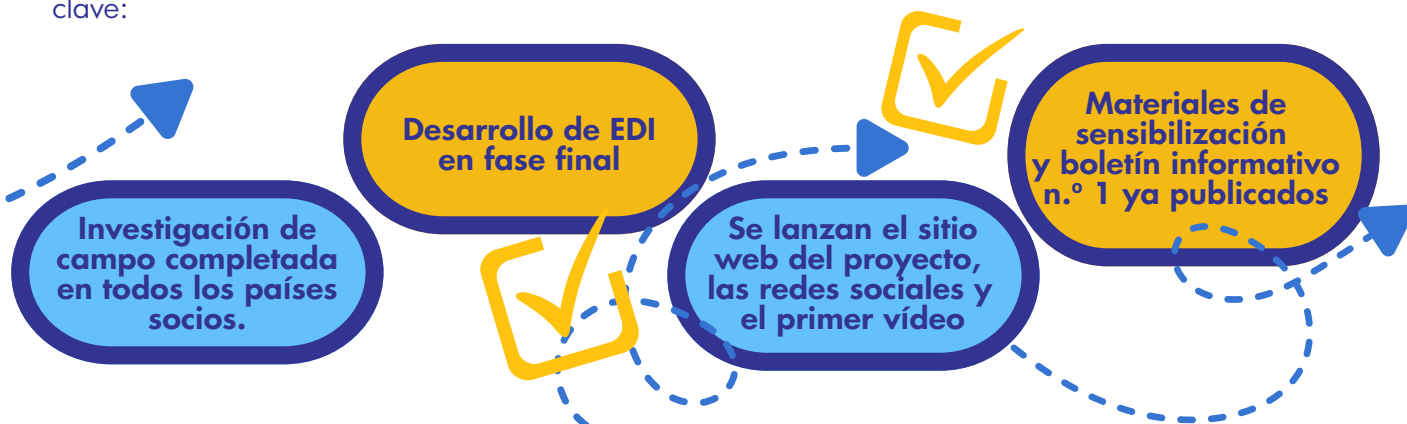 clave:
Investigación de
campo completada
en todos los países
socios.
Desarrollo de EDI
en fase final
Se lanzan el sitio
web del proyecto,
las redes sociales y
el primer vídeo
Materiales de
sensibilización
y boletín informativo
n.º 1 ya publicados